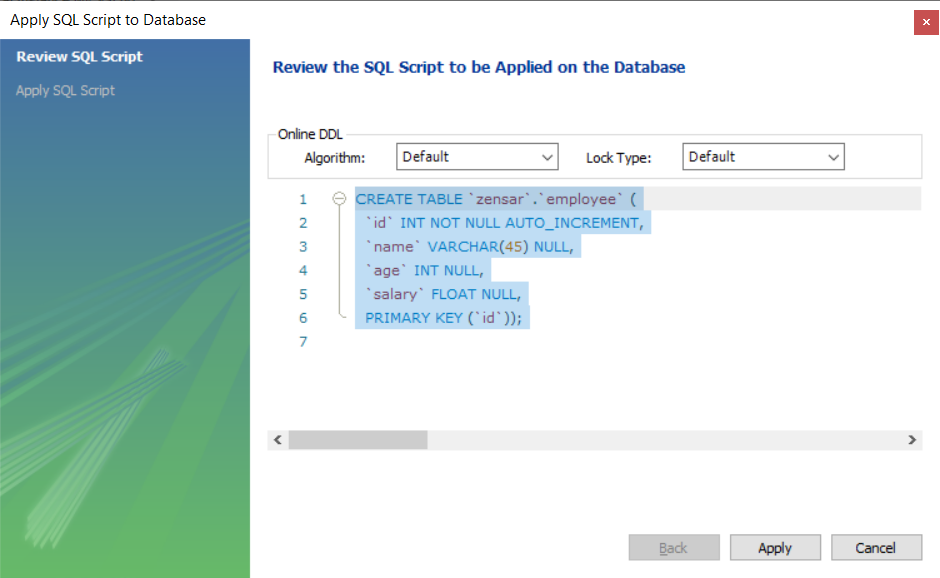 Apply SQL Script to Database
×
Review SQL Script
Apply SQL Script
Review the SQL Script to be Applied on the Database
Online DDL
Algorithm: Default Lock Type: Default
1 CREATE TABLE `zensar`.`employee` (
2 `id` INT NOT NULL AUTO_INCREMENT,
3 `name` VARCHAR(45) NULL,
4 `age` INT NULL,
5 `salary` FLOAT NULL,
6 PRIMARY KEY (`id`));
7
Back Apply Cancel